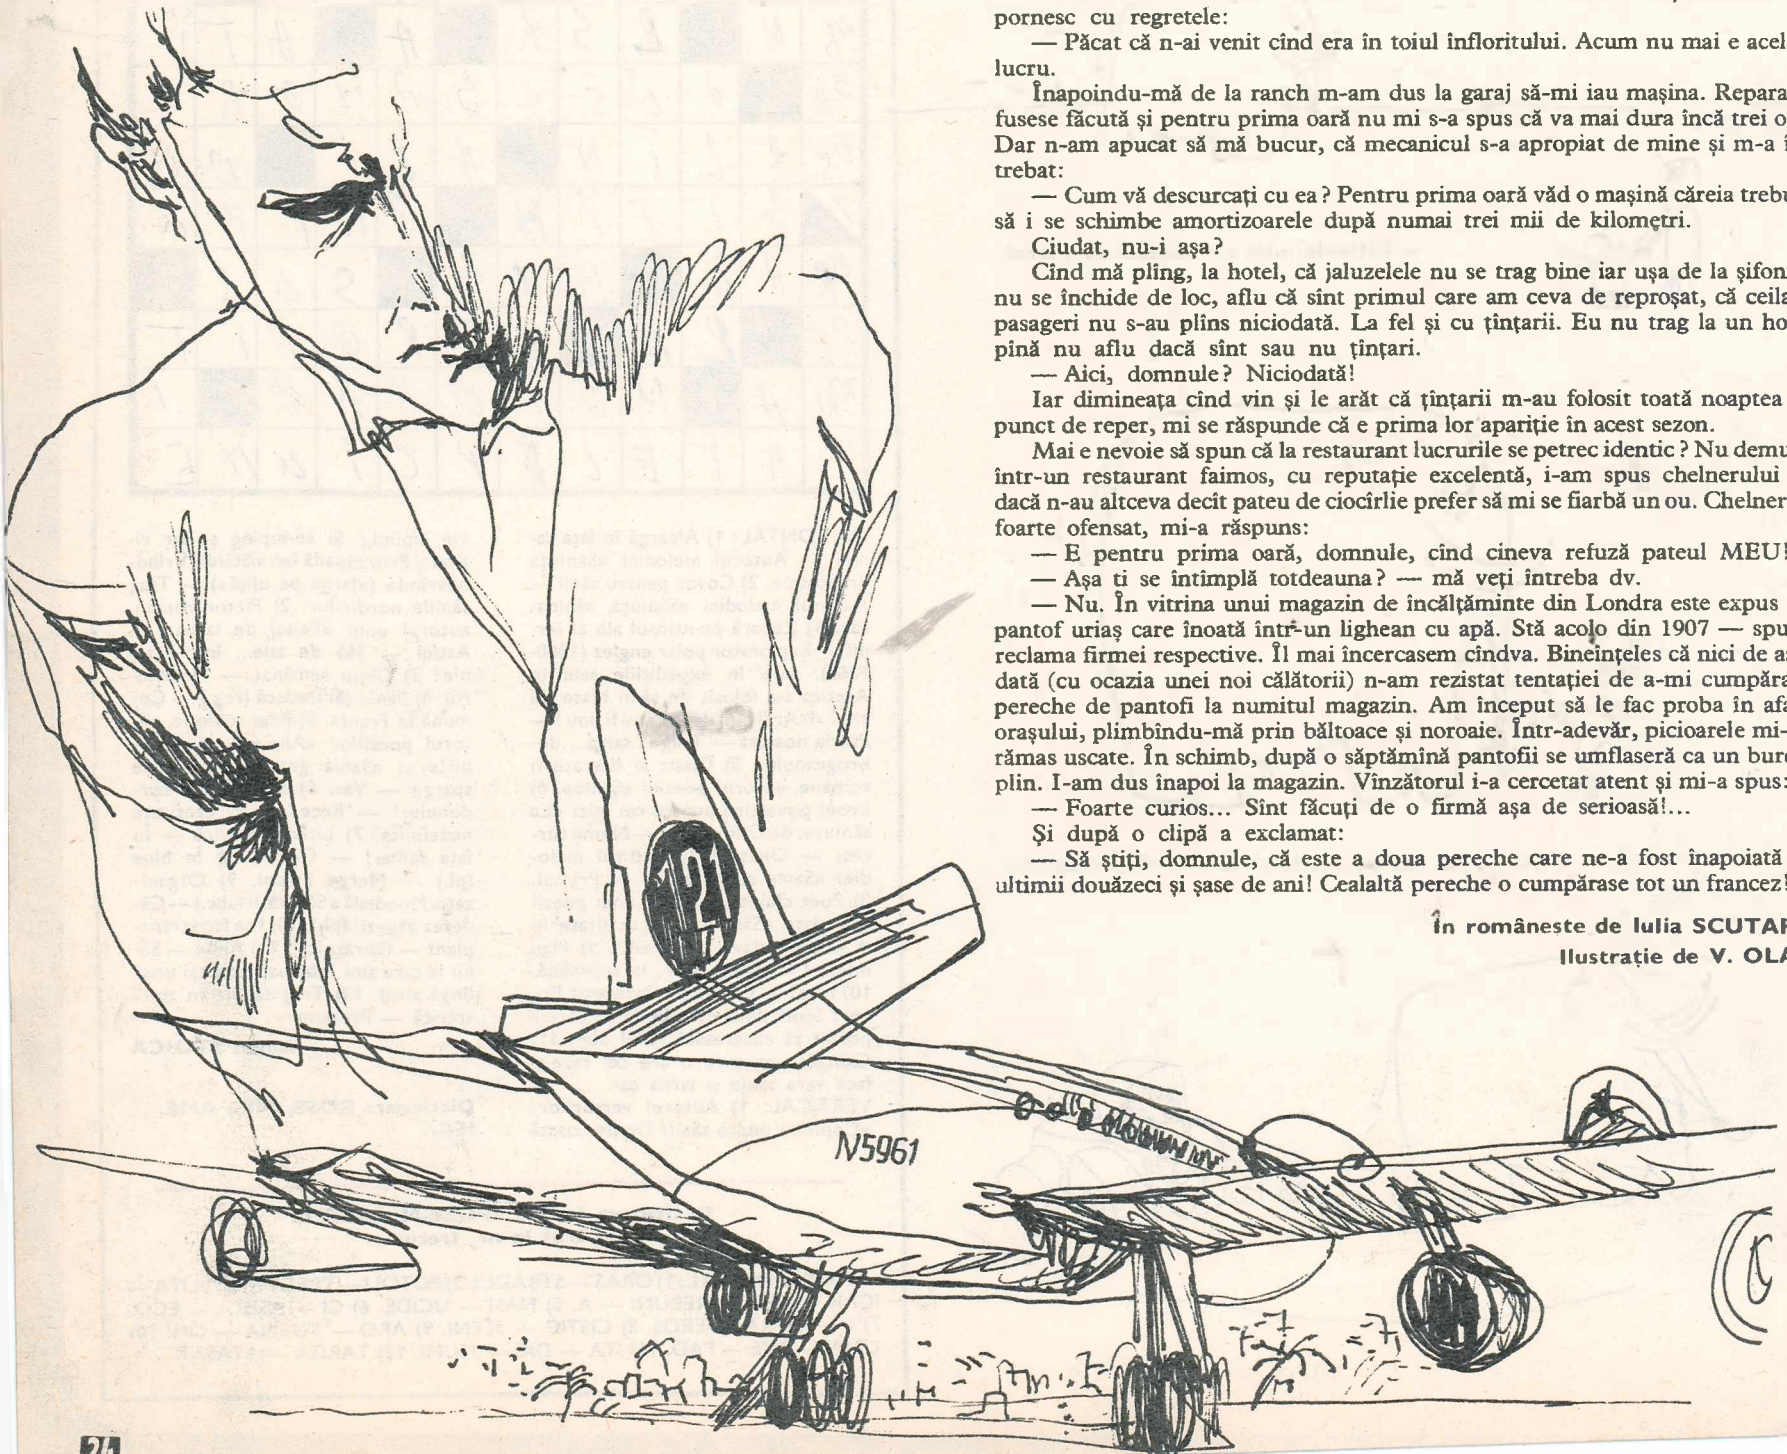 pornesc cu regretele:
— Păcat că n-ai venit cînd era în toiul înfloritului. Acum nu mai e acel
lucru.
Înapoindu-mă de la ranch m-am dus la garaj să-mi iau mașina. Repara
fusese făcută și pentru prima oară nu mi s-a spus că va mai dura încă trei o
Dar n-am apucat să mă bucur, că mecanicul s-a apropiat de mine și m-a î
trebat:
— Cum vă descurcați cu ea? Pentru prima oară văd o mașină căreia trebu
să i se schimbe amortizoarele după numai trei mii de kilometri.
Ciudat, nu-i așa?
Cînd mă plîng, la hotel, că jaluzelele nu se trag bine iar ușa de la șifon
nu se închide de loc, aflu că sînt primul care am ceva de reproșat, că ceila
pasageri nu s-au plîns niciodată. La fel și cu țînțarii. Eu nu trag la un ho
pînă nu aflu dacă sînt sau nu țînțari.
— Aici, domnule? Niciodată!
Iar dimineața cînd vin și le arăt că țînțarii m-au folosit toată noaptea
punct de reper, mi se răspunde că e prima lor apariție în acest sezon.
Mai e nevoie să spun că la restaurant lucrurile se petrec identic? Nu demu
într-un restaurant faimos, cu reputație excelentă, i-am spus chelnerului
dacă n-au altceva decît pateu de ciocîrlie prefer să mi se fiarbă un ou. Chelner
foarte ofensat, mi-a răspuns:
— E pentru prima oară, domnule, cînd cineva refuză pateul MEU!
— Așa ți se întîmplă totdeauna? — mă veți întreba dv.
— Nu. În vitrina unui magazin de încălțăminte din Londra este expus
pantof uriaș care înoată într-un lighean cu apă. Stă acolo din 1907 — spu
reclama firmei respective. Îl mai încercasem cîndva. Bineînțeles că nici de a
dată (cu ocazia unei noi călătorii) n-am rezistat tentației de a-mi cumpăra
pereche de pantofi la numitul magazin. Am început să le fac proba în afa
orașului, plimbîndu-mă prin băltoace și noroaie. Într-adevăr, picioarele mi-
rămas uscate. În schimb, după o săptămînă pantofii se umflaseră ca un bure
plin. I-am dus înapoi la magazin. Vînzătorul i-a cercetat atent și mi-a spus:
— Foarte curios... Sînt făcuți de o firmă așa de serioasă!...
Și după o clipă a exclamat:
— Să știți, domnule, că este a doua pereche care ne-a fost înapoiată
ultimii douăzeci și șase de ani! Cealaltă pereche o cumpărase tot un francez!
În românește de Iulia SCUTAR
Ilustrație de V. OLA
121
N5961
24